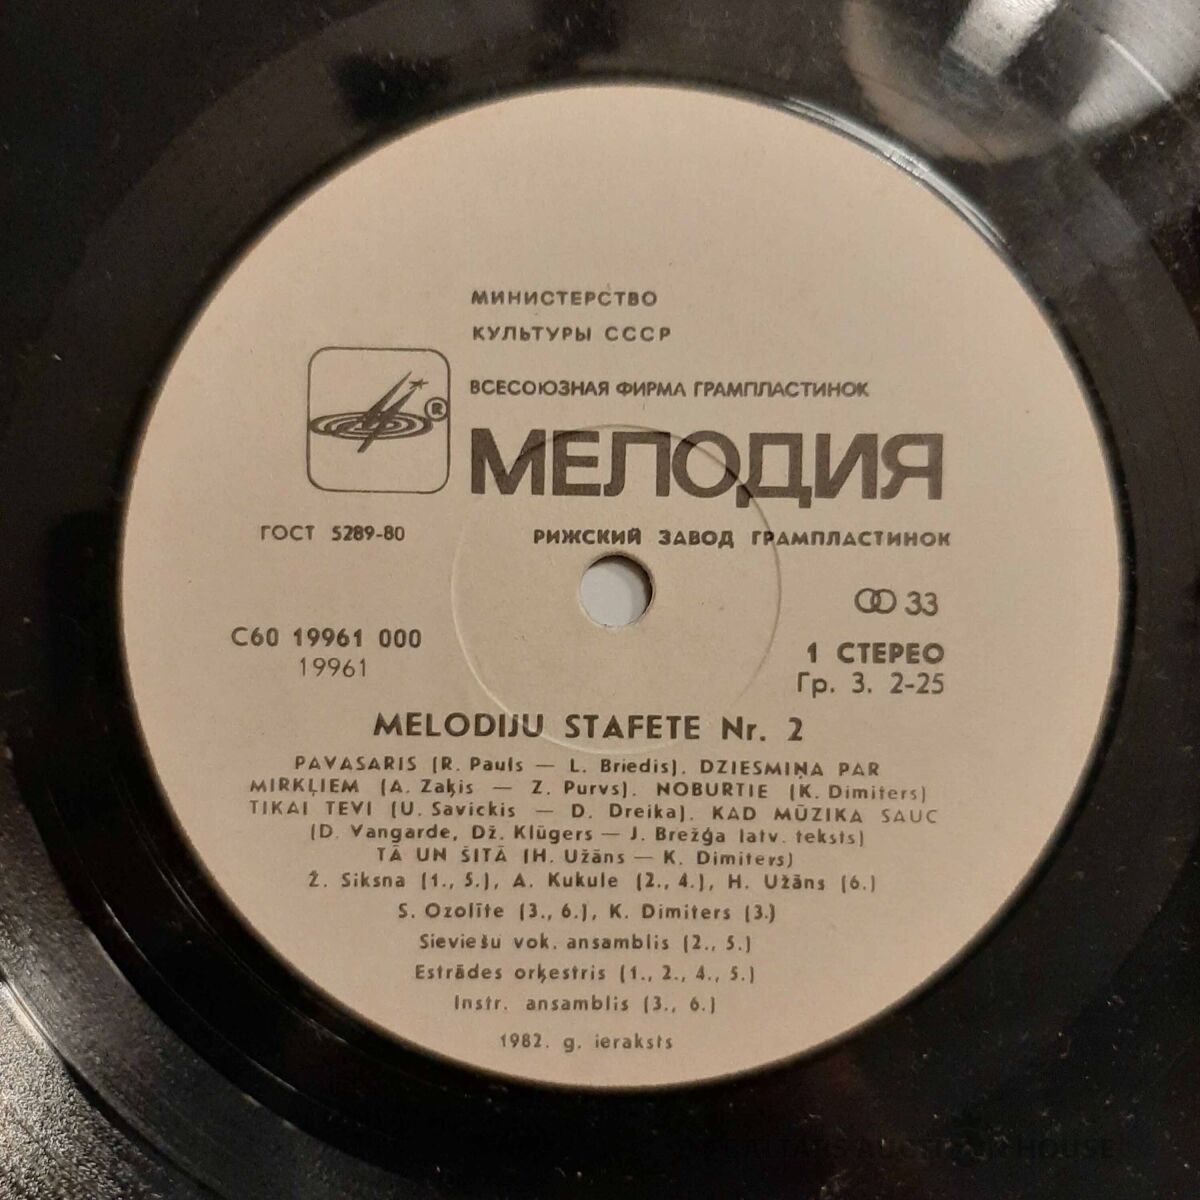 МИНИСТЕРСТВО
КУЛЬТУРЫ СССР
ВСЕСОЮЗНАЯ ФИРМА ГРАМПЛАСТИНОК
®
МЕЛОДИЯ
ГОСТ 5289-80
РИЖСКИЙ ЗАВОД ГРАМПЛАСТИНОК
33
С60 19961 000
19961
1 СТЕРЕО
Гр. 3. 2-25
MELODIJU STAFETE Nr. 2
PAVASARIS (R. Pauls — L. Briedis). DZIESMIŅA PAR
MIRKĻIEM (A. Zaķis — Z. Purvs). NOBURTIE (K. Dimiters)
TIKAI TEVI (U. Savickis — D. Dreika). KAD MŪZIKA SAUC
(D. Vangarde, Dž. Klūgers — J. Brežģa latv. teksts)
TĀ UN ŠITĀ (H. Užāns — K. Dimiters)
Ž. Siksna (1., 5.), A. Kukule (2., 4.), H. Užāns (6.)
S. Ozolīte (3., 6.), K. Dimiters (3.)
Sieviešu vok. ansamblis (2., 5.)
Estrādes orķestris (1., 2., 4., 5.)
Instr. ansamblis (3., 6.)
1982. g. ieraksts
HOUSE